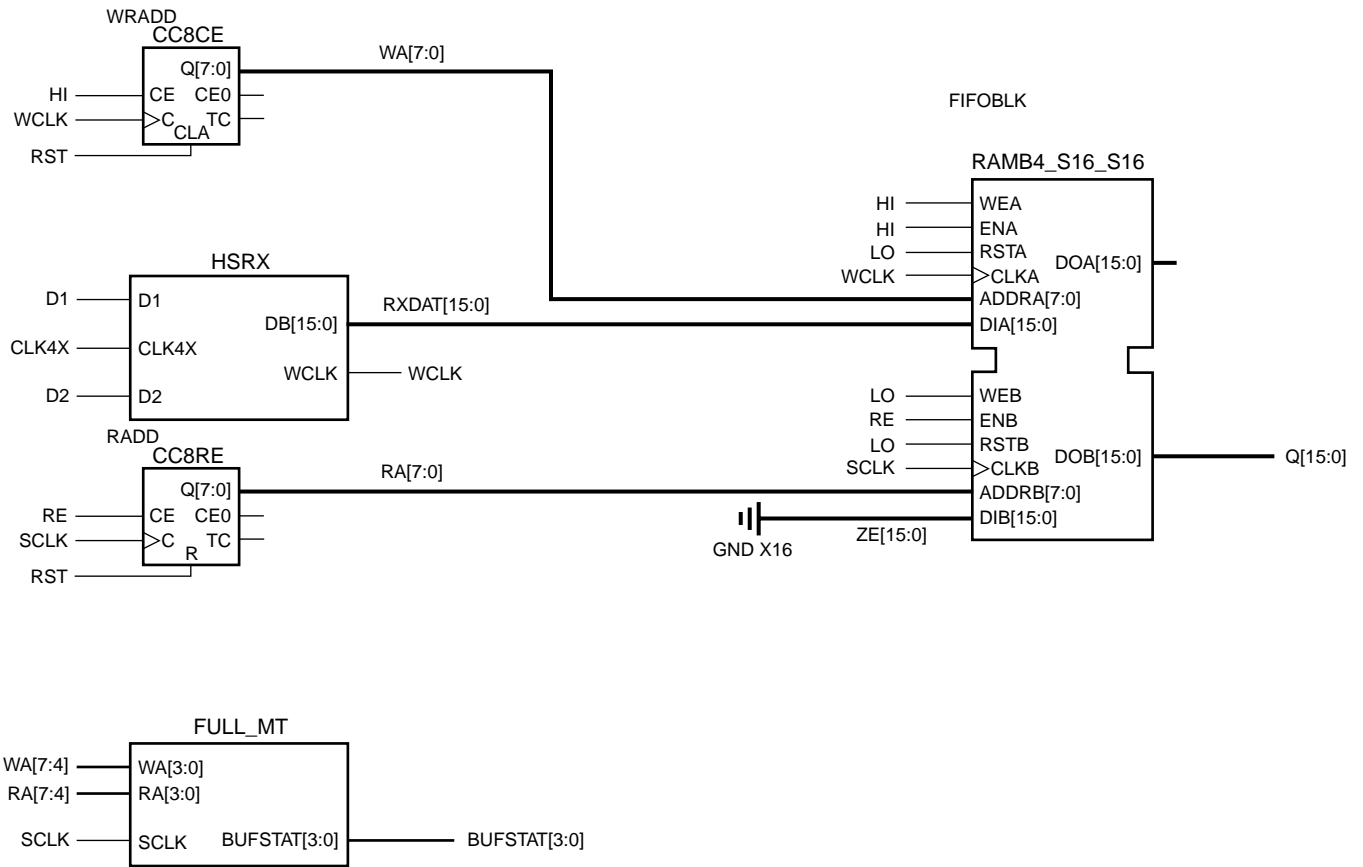 WRADD
CC8CE
Q[7:0]
WA[7:0]
HI
CE
CE0
WCLK
C
TC
CLA
RST
FIFOBLK
RAMB4_S16_S16
HI
WEA
HI
ENA
LO
RSTA
DOA[15:0]
WCLK
CLKA
ADDRA[7:0]
DIA[15:0]
HSRX
D1
D1
RXDAT[15:0]
DB[15:0]
CLK4X
CLK4X
WCLK
WCLK
D2
D2
LO
WEB
RE
ENB
LO
RSTB
DOB[15:0]
Q[15:0]
SCLK
CLKB
ADDRB[7:0]
DIB[15:0]
RADD
CC8RE
RA[7:0]
Q[7:0]
RE
CE
CE0
SCLK
C
TC
R
RST
GND X16
ZE[15:0]
FULL_MT
WA[7:4]
WA[3:0]
RA[7:4]
RA[3:0]
SCLK
SCLK
BUFSTAT[3:0]
BUFSTAT[3:0]